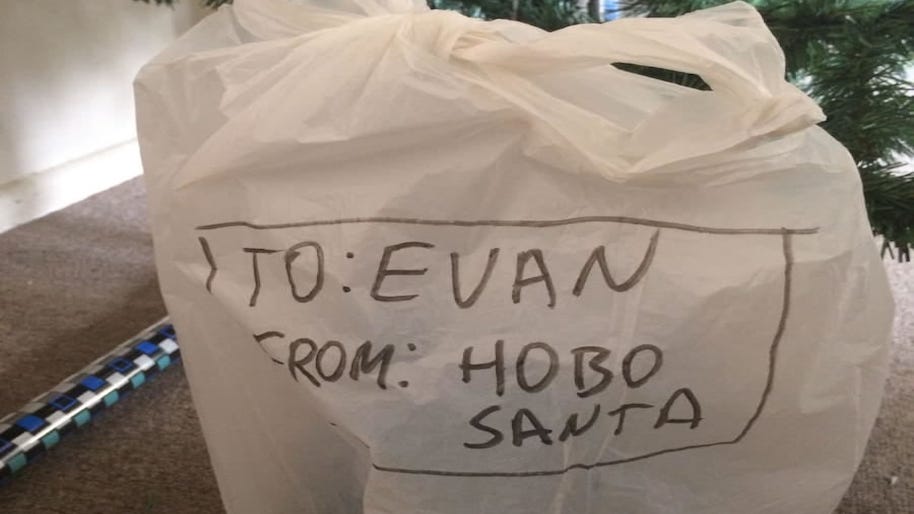 TO: EVAN
FROM: HOBO
SANTA